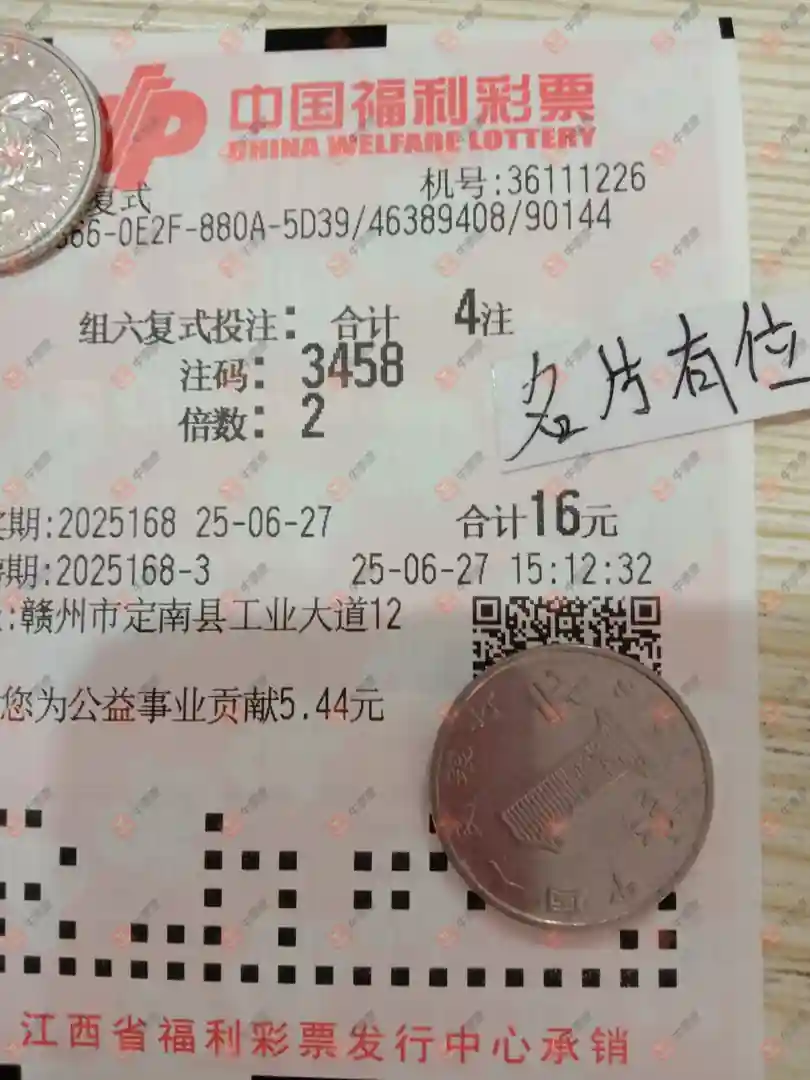 中国福利彩票
CHINA WELFARE LOTTERY
复式
机号:36111226
366-0E2F-880A-5D39/46389408/90144
组六复式投注: 合计 4注
注码: 3458
倍数: 2
名片有位
奖期:2025168 25-06-27 合计16元
期:2025168-3 25-06-27 15:12:32
:赣州市定南县工业大道12
您为公益事业贡献5.44元
江西省福利彩票发行中心承销